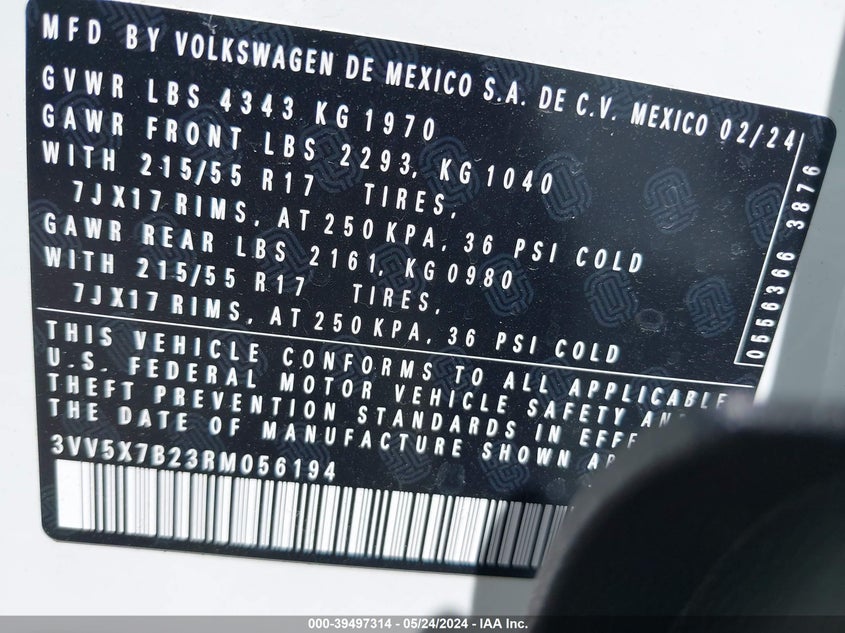 MFD BY VOLKSWAGEN DE MEXICO S.A. DE C.V. MEXICO 02/24
GVWR LBS 4343 KG 1970
GAWR FRONT LBS 2293, KG 1040
WITH 215/55 R17 TIRES,
7JX17 RIMS, AT 250 KPA, 36 PSI COLD
GAWR REAR LBS 2161, KG 0980
WITH 215/55 R17 TIRES,
7JX17 RIMS, AT 250 KPA, 36 PSI COLD
0566366 3876
THIS VEHICLE CONFORMS TO ALL APPLICABLE
U.S. FEDERAL MOTOR VEHICLE SAFETY
THEFT PREVENTION STANDARDS IN
THE DATE OF MANUFACTURE SHOWN
3VV5X7B23RM056194
000-39497314 - 05/24/2024 - IAA Inc.